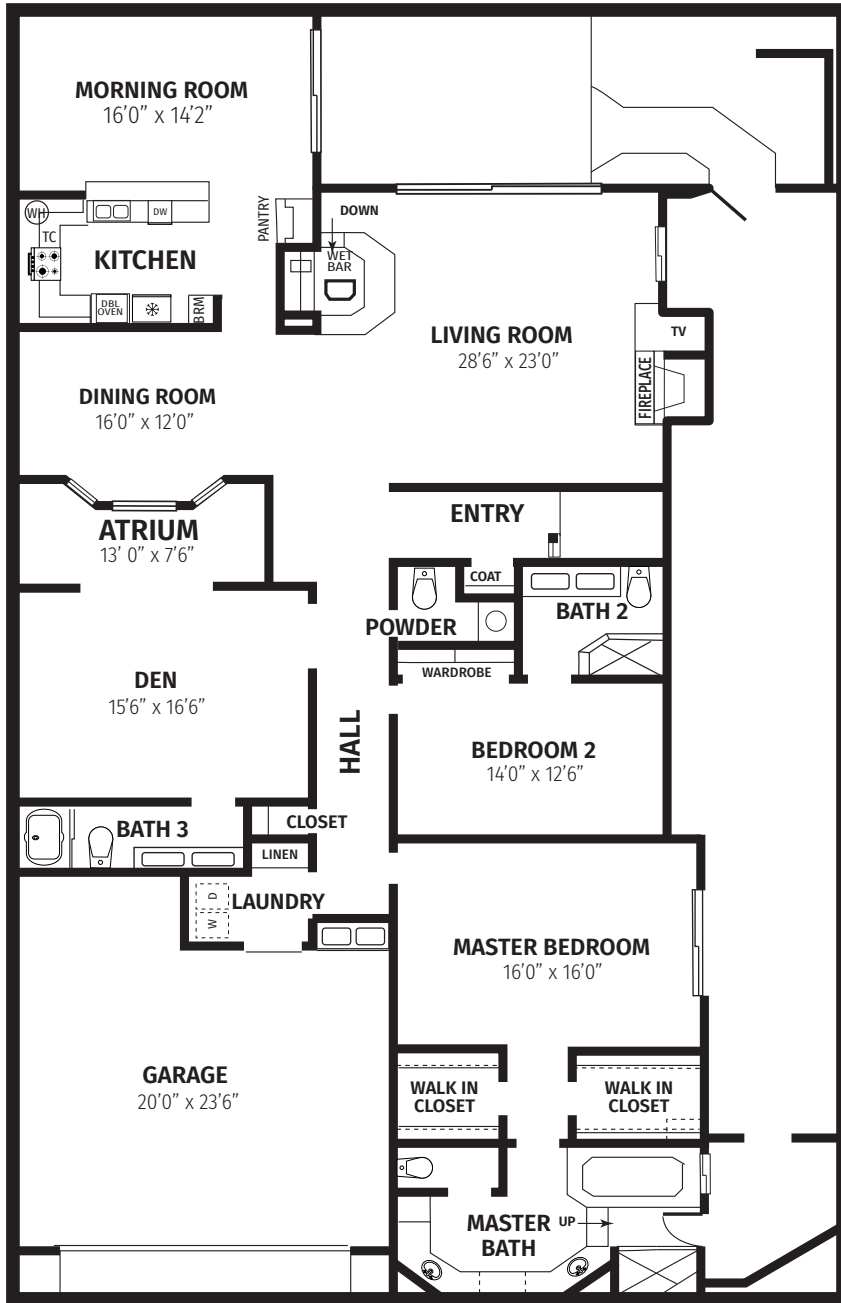 MORNING ROOM
16’0” x 14’2”
WH
TC
DW
PANTRY
DOWN
WET
BAR
KITCHEN
DBL
OVEN
BRM
LIVING ROOM
28’6” x 23’0”
TV
FIREPLACE
DINING ROOM
16’0” x 12’0”
ATRIUM
13’ 0” x 7’6”
ENTRY
COAT
BATH 2
POWDER
WARDROBE
DEN
15’6” x 16’6”
HALL
BEDROOM 2
14’0” x 12’6”
BATH 3
CLOSET
LINEN
LAUNDRY
D
W
MASTER BEDROOM
16’0” x 16’0”
GARAGE
20’0” x 23’6”
WALK IN
CLOSET
WALK IN
CLOSET
MASTER
BATH
UP